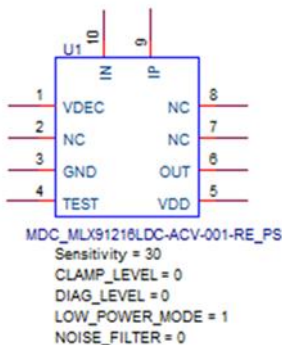 10
9
U1
IN
IP
1 VDEC NC 8
2 NC NC 7
3 GND OUT 6
4 TEST VDD 5
MDC_MLX91216LDC-ACV-001-RE_PS
Sensitivity = 30
CLAMP_LEVEL = 0
DIAG_LEVEL = 0
LOW_POWER_MODE = 1
NOISE_FILTER = 0